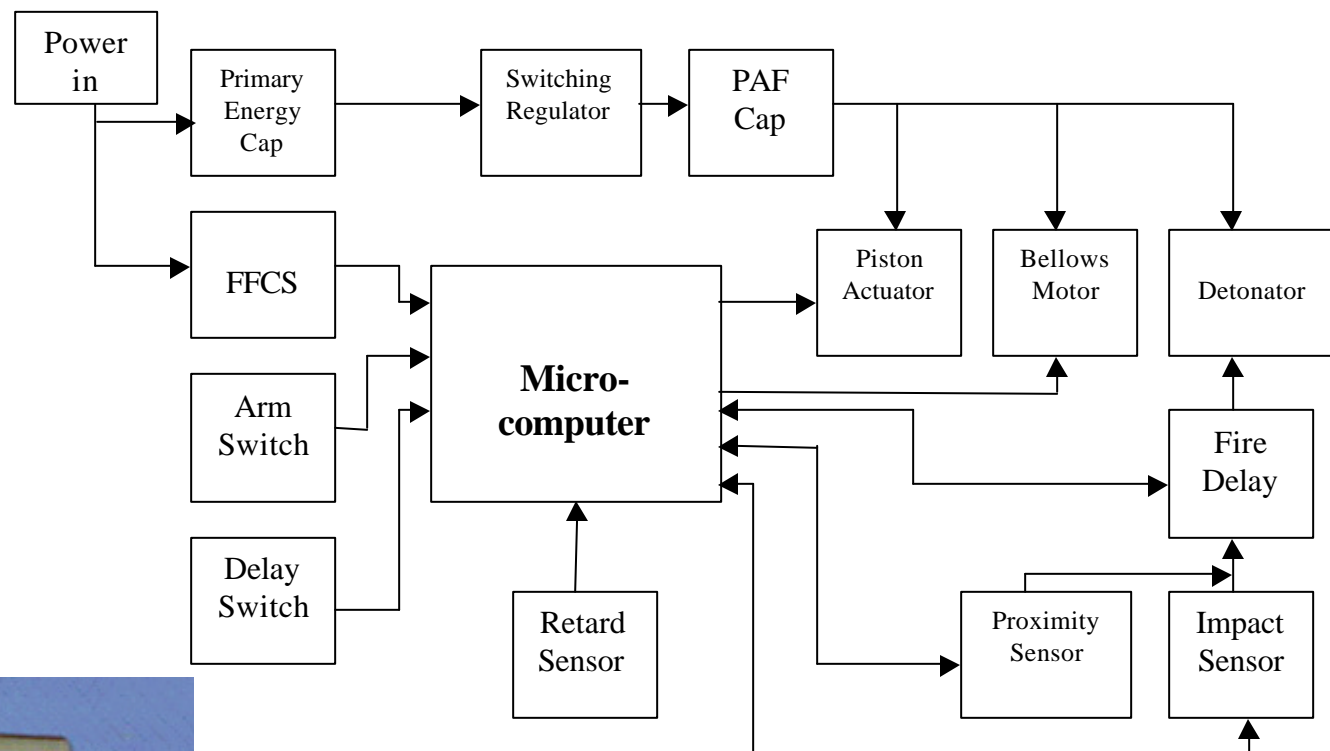 Power
in
Primary
Energy
Cap
Switching
Regulator
PAF
Cap
FFCS
Piston
Actuator
Bellows
Motor
Detonator
Micro-
computer
Arm
Switch
Fire
Delay
Delay
Switch
Retard
Sensor
Proximity
Sensor
Impact
Sensor